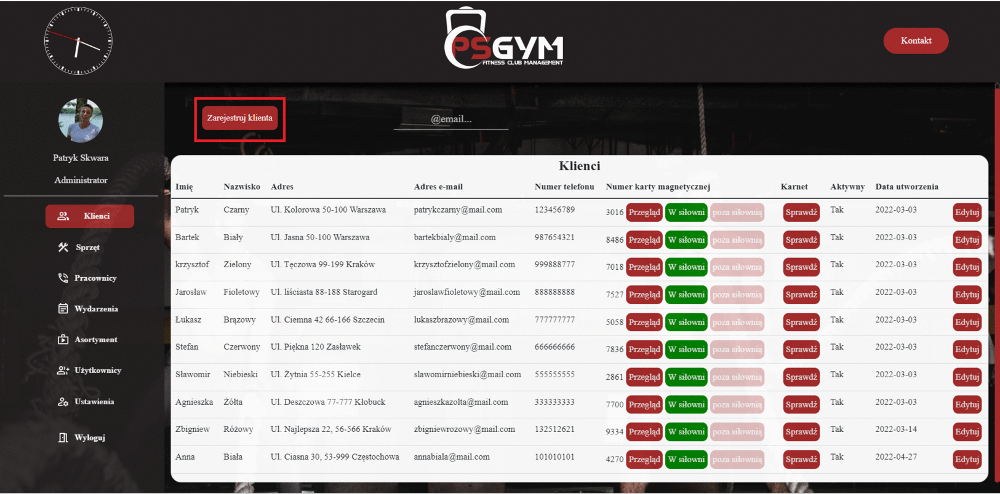 PSGYM
FITNESS CLUB MANAGEMENT
Kontakt
Zarejestruj klienta
@email...
Patryk Skwara
Administrator
Klienci
Sprzęt
Pracownicy
Wydarzenia
Asortyment
Użytkownicy
Ustawienia
Wyloguj
Klienci
Imię Nazwisko Adres Adres e-mail Numer telefonu Numer karty magnetycznej Karnet Aktywny Data utworzenia
Patryk Czarny Ul. Kolorowa 50-100 Warszawa patrykczarny@mail.com 123456789 3016 Przegląd W siłowni poza siłownią Sprawdź Tak 2022-03-03 Edytuj
Bartek Biały Ul. Jasna 50-100 Warszawa bartekbialy@mail.com 987654321 8486 Przegląd W siłowni poza siłownią Sprawdź Tak 2022-03-03 Edytuj
krzysztof Zielony Ul. Tęczowa 99-199 Kraków krzysztofzielony@mail.com 999888777 7018 Przegląd W siłowni poza siłownią Sprawdź Tak 2022-03-03 Edytuj
Jarosław Fioletowy Ul. liściasta 88-188 Starogard jaroslawfioletowy@mail.com 888888888 7527 Przegląd W siłowni poza siłownią Sprawdź Tak 2022-03-03 Edytuj
Łukasz Brązowy Ul. Ciemna 42 66-166 Szczecin lukaszbrazowy@mail.com 777777777 5058 Przegląd W siłowni poza siłownią Sprawdź Tak 2022-03-03 Edytuj
Stefan Czerwony Ul. Piękna 120 Zasławek stefanczerwony@mail.com 666666666 7836 Przegląd W siłowni poza siłownią Sprawdź Tak 2022-03-03 Edytuj
Sławomir Niebieski Ul. Żytnia 55-255 Kielce slawomirniebieski@mail.com 555555555 2861 Przegląd W siłowni poza siłownią Sprawdź Tak 2022-03-03 Edytuj
Agnieszka Żółta Ul. Deszczowa 77-777 Kłobuck agnieszkazolta@mail.com 333333333 7700 Przegląd W siłowni poza siłownią Sprawdź Tak 2022-03-03 Edytuj
Zbigniew Różowy Ul. Najlepsza 22, 56-566 Kraków zbigniewrozowy@mail.com 132512621 9334 Przegląd W siłowni poza siłownią Sprawdź Tak 2022-03-14 Edytuj
Anna Biała Ul. Ciasna 30, 53-999 Częstochowa annabiala@mail.com 101010101 4270 Przegląd W siłowni poza siłownią Sprawdź Tak 2022-04-27 Edytuj